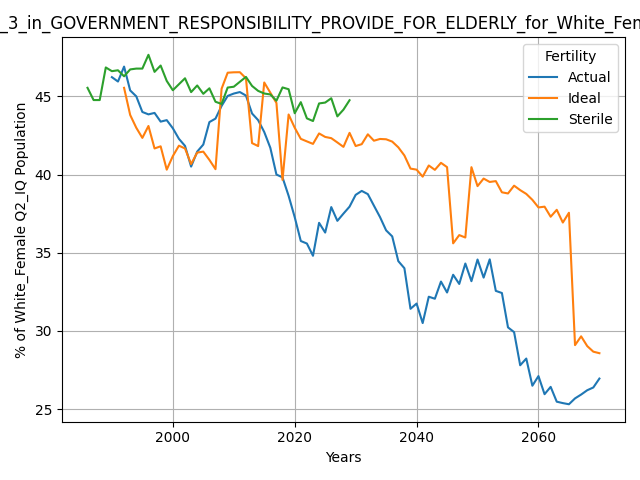 _3_in_GOVERNMENT_RESPONSIBILITY_PROVIDE_FOR_ELDERLY_for_White_Fem
Fertility
Actual
Ideal
Sterile
% of White_Female Q2_IQ Population
45
40
35
30
25
2000
2020
2040
2060
Years